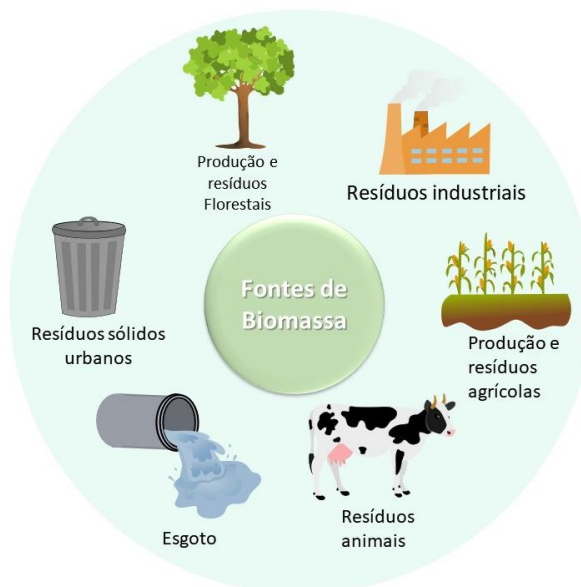 Produção e
resíduos
Florestais
Resíduos industriais
Fontes de
Biomassa
Resíduos sólidos
urbanos
Produção e
resíduos
agrícolas
Esgoto
Resíduos
animais